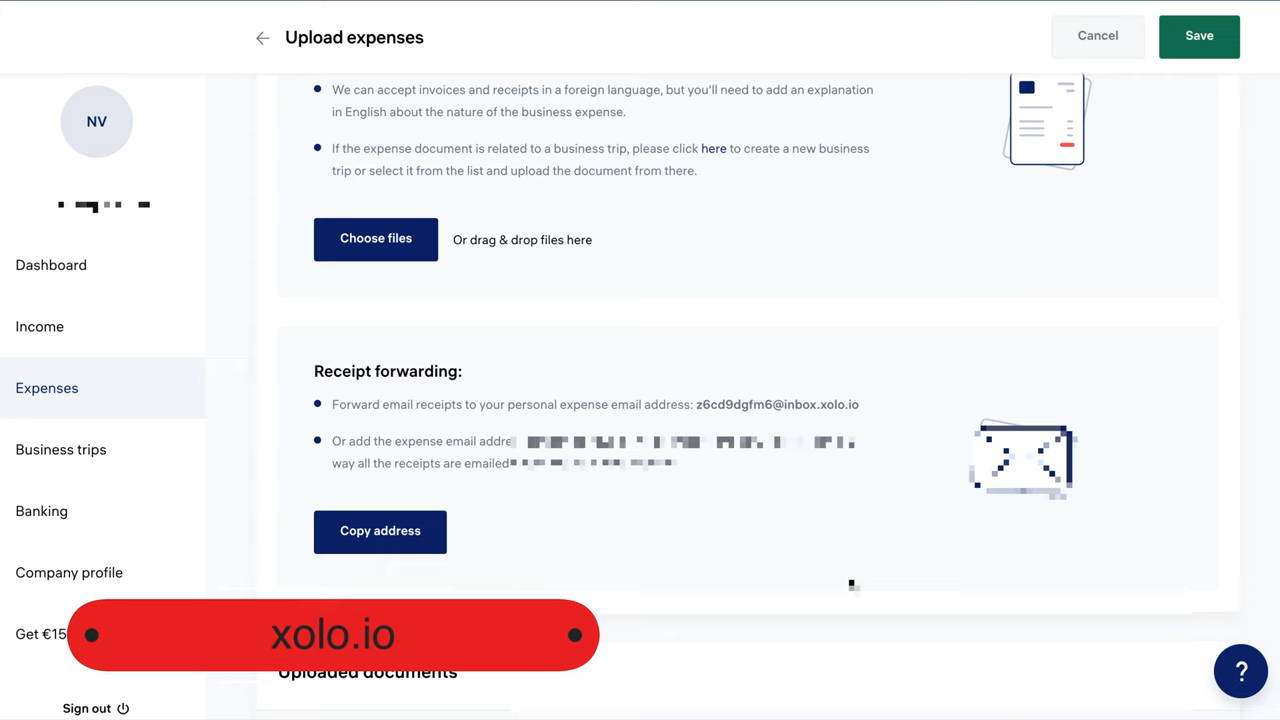 Upload expenses
Cancel
Save
NV
Dashboard
Income
Expenses
Business trips
Banking
Company profile
Get €15
Sign out
We can accept invoices and receipts in a foreign language, but you'll need to add an explanation
in English about the nature of the business expense.
If the expense document is related to a business trip, please click here to create a new business
trip or select it from the list and upload the document from there.
Choose files
Or drag & drop files here
Receipt forwarding:
Forward email receipts to your personal expense email address: z6cd9dgfm6@inbox.xolo.io
Or add the expense email
way all the receipts are emailed
Copy address
xolo.io
Uploaded documents
?